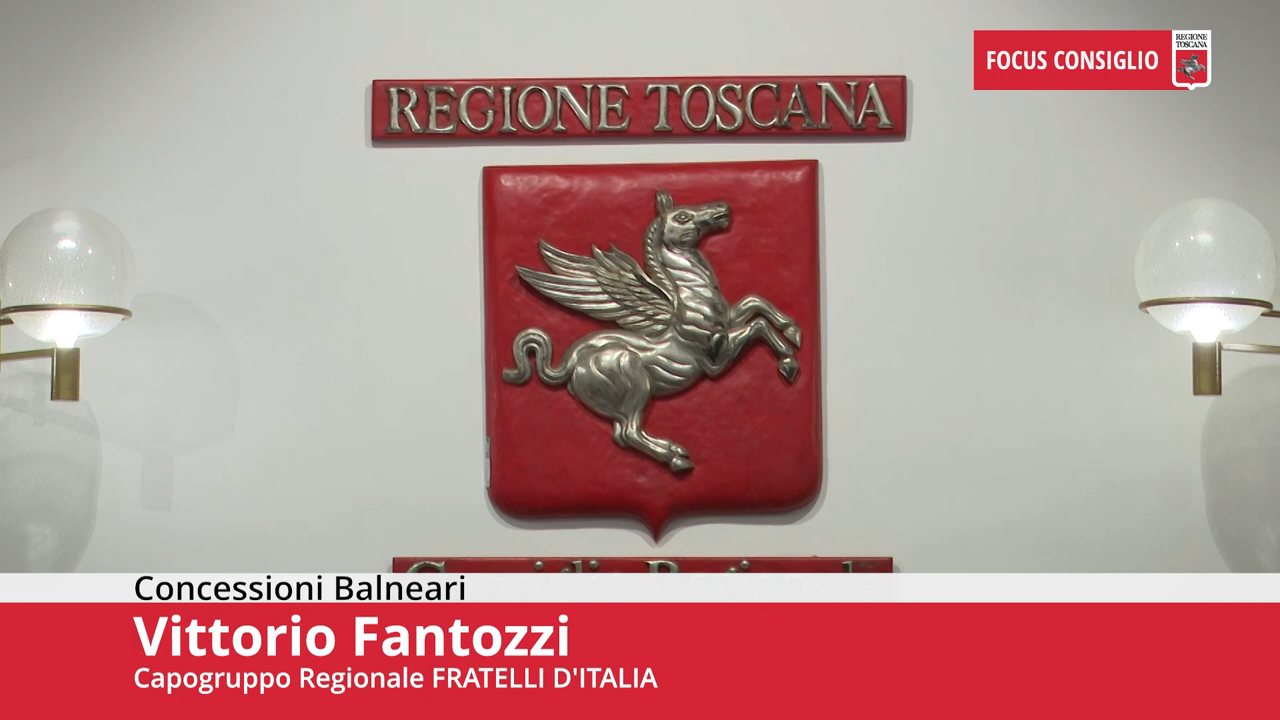 FOCUS CONSIGLIO
REGIONE
TOSCANA
REGIONE TOSCANA
Concessioni Balneari
Vittorio Fantozzi
Capogruppo Regionale FRATELLI D'ITALIA